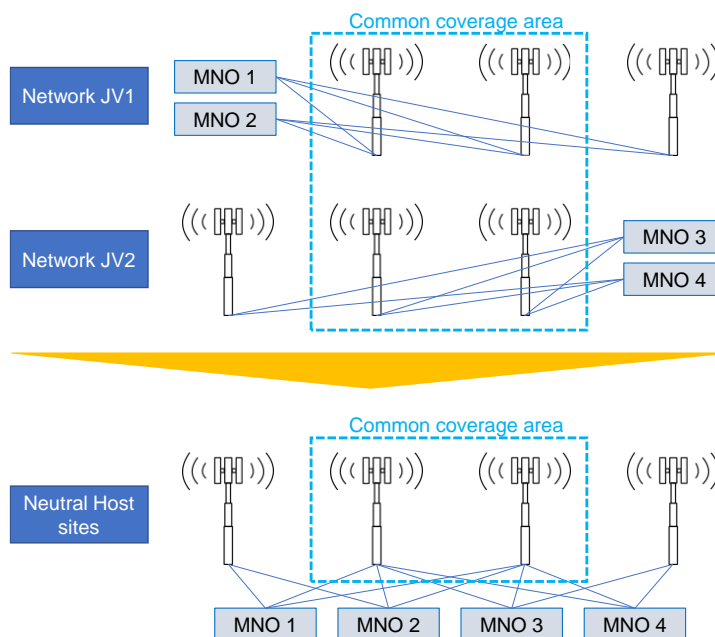 Common coverage area
Network JV1
MNO 1
MNO 2
Network JV2
MNO 3
MNO 4
Common coverage area
Neutral Host
sites
MNO 1
MNO 2
MNO 3
MNO 4